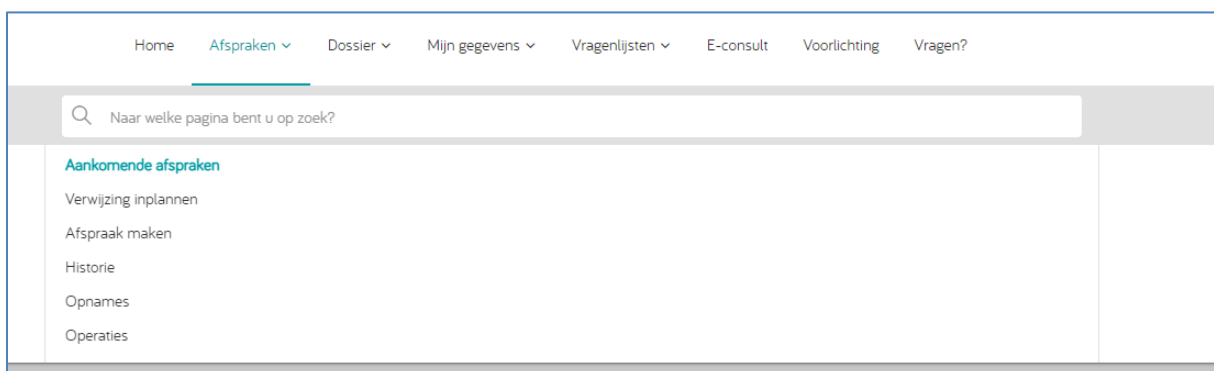 Home Afspraken Dossier Mijn gegevens Vragenlijsten E-consult Voorlichting Vragen?
Naar welke pagina bent u op zoek?
Aankomende afspraken
Verwijzing inplannen
Afspraak maken
Historie
Opnames
Operaties